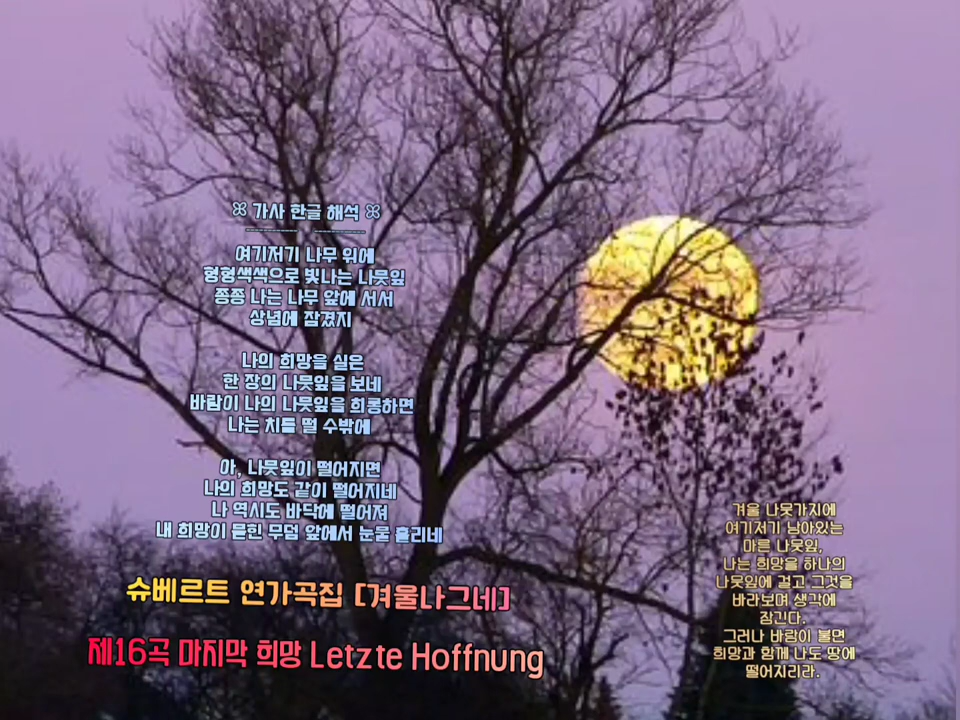 ꕤ 가사 한글 해석 ꕤ
------------- -------------
여기저기 나무 위에
형형색색으로 빛나는 나뭇잎
종종 나는 나무 앞에 서서
상념에 잠겼지
나의 희망을 실은
한 장의 나뭇잎을 보네
바람이 나의 나뭇잎을 희롱하면
나는 치를 떨 수밖에
아, 나뭇잎이 떨어지면
나의 희망도 같이 떨어지네
나 역시도 바닥에 떨어져
내 희망이 묻힌 무덤 앞에서 눈물 흘리네
슈베르트 연가곡집 [겨울나그네]
제16곡 마지막 희망 Letzte Hoffnung
겨울 나뭇가지에
여기저기 남아있는
마른 나뭇잎,
나는 희망을 하나의
나뭇잎에 걸고 그것을
바라보며 생각에
잠긴다.
그러나 바람이 불면
희망과 함께 나도 땅에
떨어지리라.